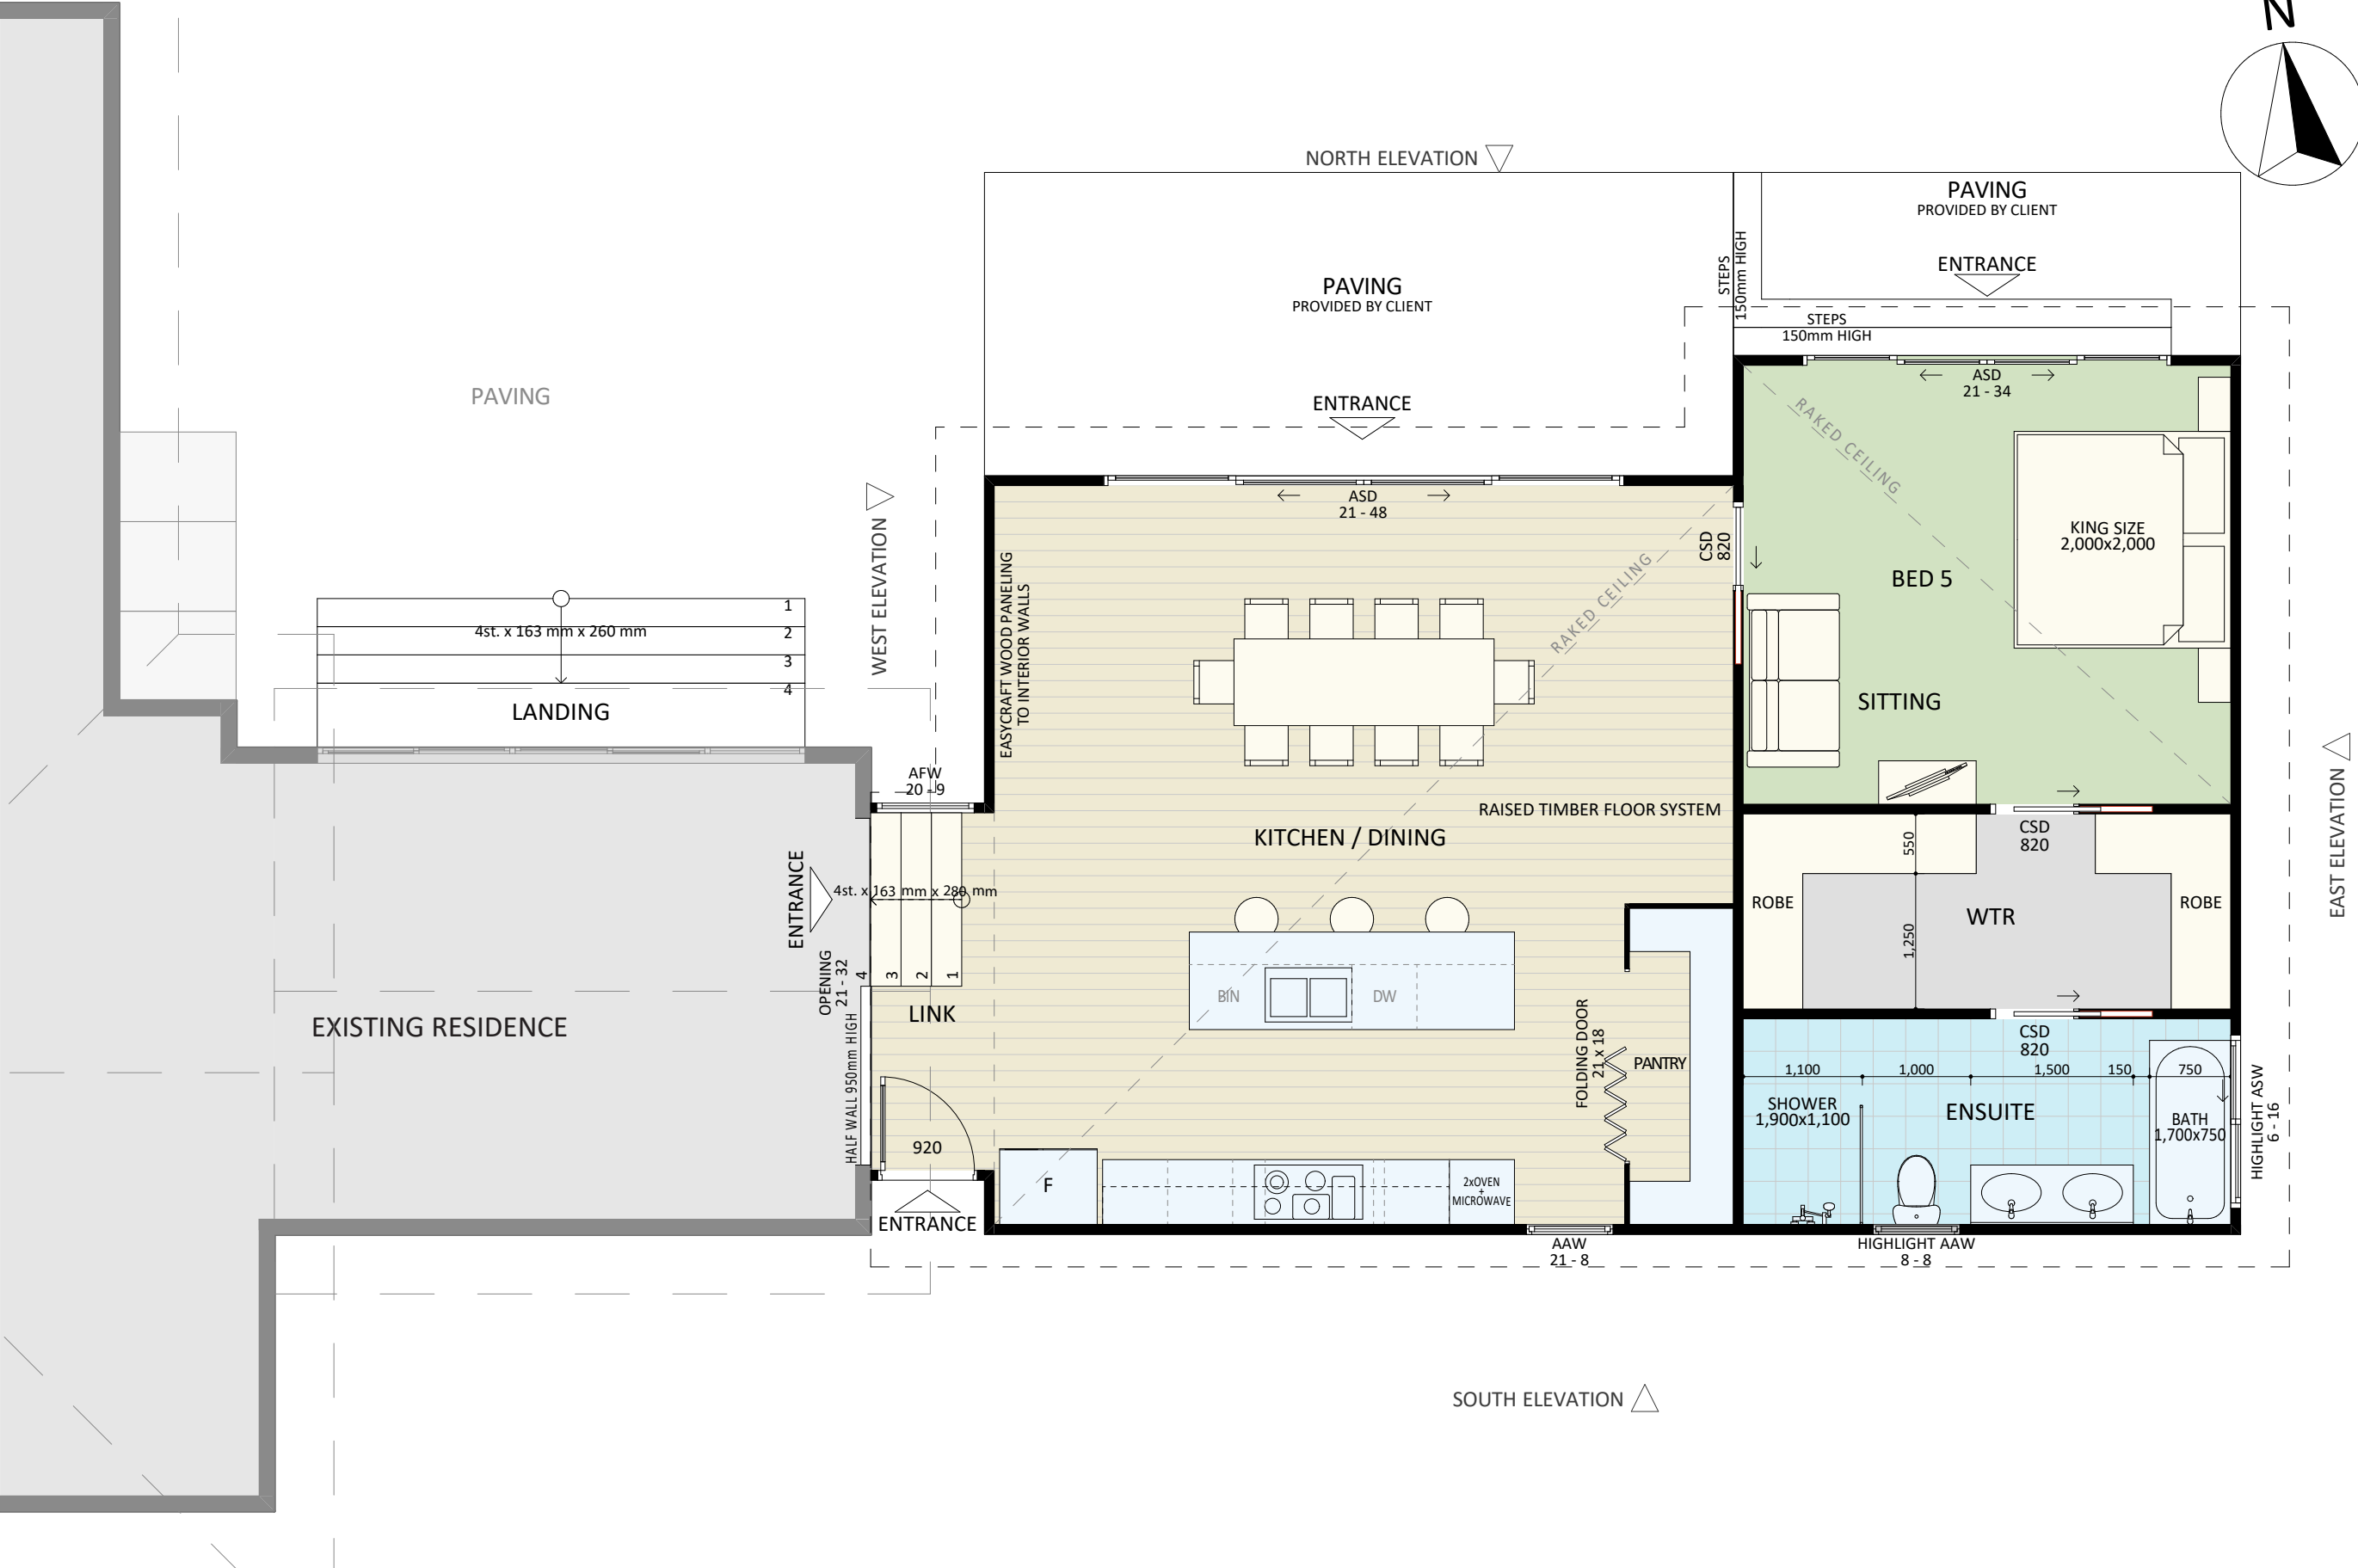 N
NORTH ELEVATION
PAVING
PROVIDED BY CLIENT
ENTRANCE
STEPS
150mm HIGH
STEPS
150mm HIGH
PAVING
PROVIDED BY CLIENT
ENTRANCE
ASD
21 - 34
RAKED CEILING
KING SIZE
2,000x2,000
BED 5
SITTING
PAVING
WEST ELEVATION
ASD
21 - 48
CSD
820
EASYCRAFT WOOD PANELING
TO INTERIOR WALLS
RAKED CEILING
1
4st. x 163 mm x 260 mm
2
3
4
LANDING
AFW
20 - 9
RAISED TIMBER FLOOR SYSTEM
KITCHEN / DINING
EAST ELEVATION
CSD
820
550
ROBE
WTR
ROBE
1,250
ENTRANCE
4st. x 163 mm x 280 mm
OPENING
21 - 32
4
3
2
1
LINK
EXISTING RESIDENCE
HALF WALL 950mm HIGH
BIN
DW
FOLDING DOOR
21 x 18
PANTRY
CSD
820
1,100
1,000
1,500
150
750
SHOWER
1,900x1,100
ENSUITE
BATH
1,700x750
HIGHLIGHT ASW
6 - 16
920
F
2xOVEN
+
MICROWAVE
ENTRANCE
AAW
21 - 8
HIGHLIGHT AAW
8 - 8
SOUTH ELEVATION